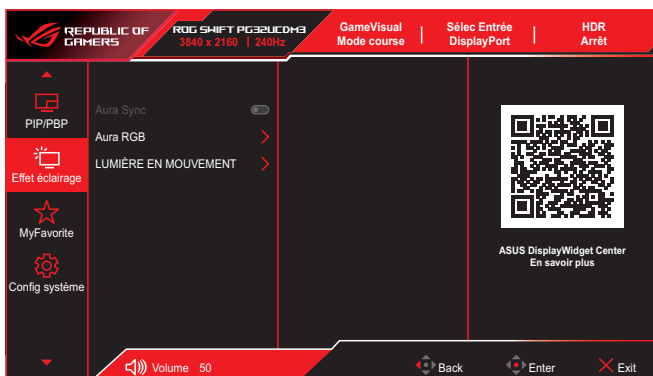 REPUBLIC OF
GAMERS
ROG SWIFT PG32UCDM3
3840 x 2160 | 240Hz
GameVisual
Mode course
Sélec Entrée
DisplayPort
HDR
Arrêt
PIP/PBP
Effet éclairage
MyFavorite
Config système
Aura Sync
Aura RGB
LUMIÈRE EN MOUVEMENT
ASUS DisplayWidget Center
En savoir plus
Volume 50
Back
Enter
Exit